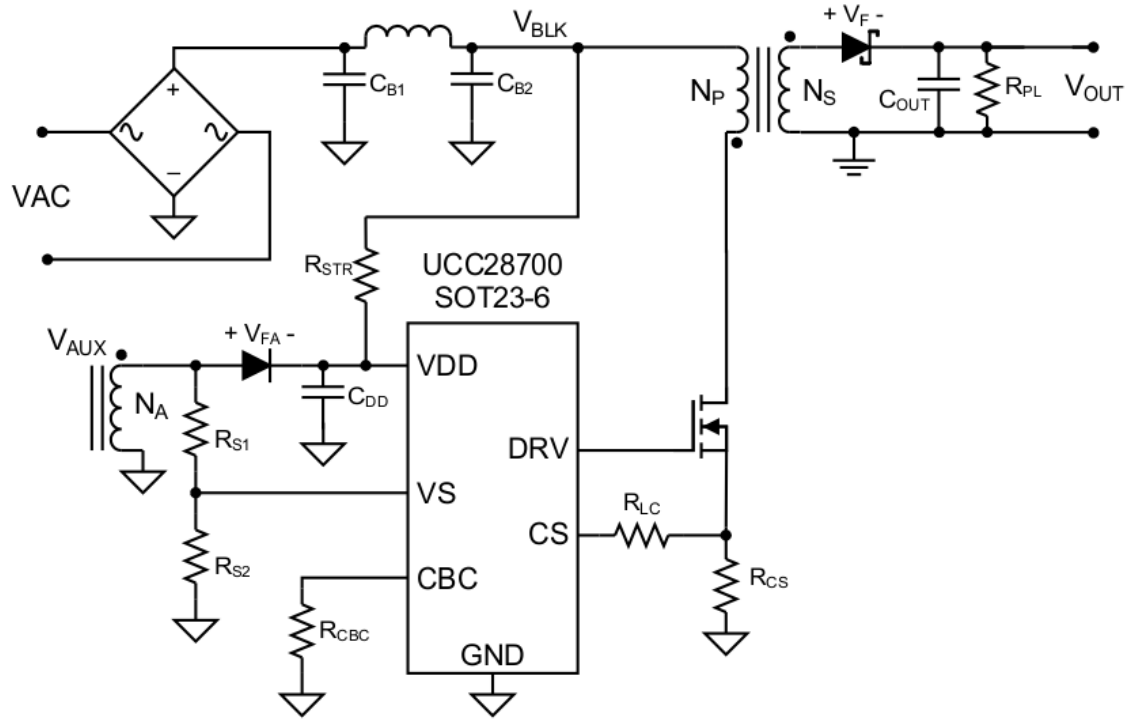 + V_F -
V_BLK
C_B1
C_B2
N_P
N_S
C_OUT
R_PL
V_OUT
+
−
VAC
R_STR
UCC28700
SOT23-6
V_AUX
+ V_FA -
N_A
C_DD
VDD
R_S1
DRV
VS
R_LC
CS
R_S2
CBC
R_CS
R_CBC
GND